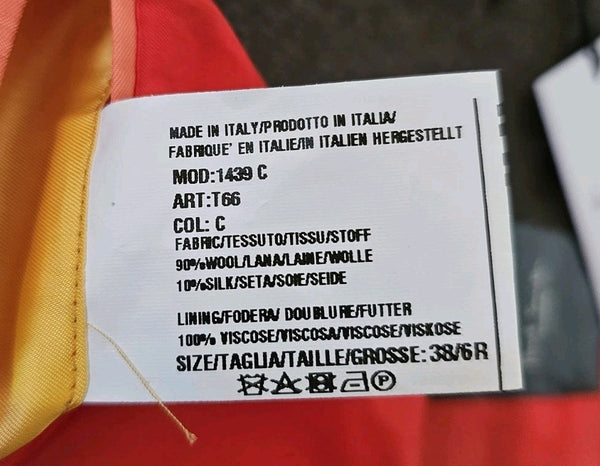 MADE IN ITALY/PRODOTTO IN ITALIA/
FABRIQUE' EN ITALIE/IN ITALIEN HERGESTELLT
MOD:1439 C
ART:T66
COL: C
FABRIC/TESSUTO/TISSU/STOFF
90%WOOL/LANA/LAINE/WOLLE
10%SILK/SETA/SOIE/SEIDE
LINING/FODERA/ DOUBLURE/FUTTER
100% VISCOSE/VISCOSA/VISCOSE/VISKOSE
SIZE/TAGLIA/TAILLE/GROSSE: 38/6R
P